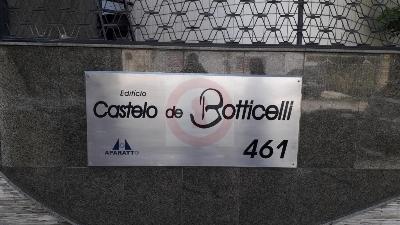 Edifício
Castelo de Botticelli
461
APARATTO